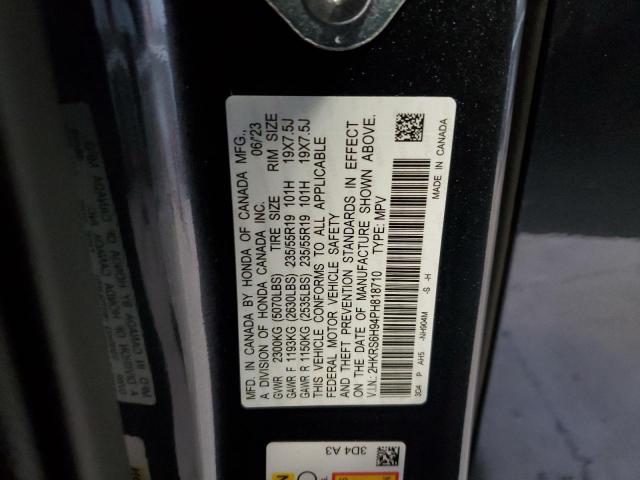 MFD. IN CANADA BY HONDA OF CANADA MFG.,
A DIVISION OF HONDA CANADA INC. 06/'23
GVWR 2300KG (5070LBS) TIRE SIZE RIM SIZE
GAWR F 1193KG (2630LBS) 235/55R19 101H 19X7.5J
GAWR R 1150KG (2535LBS) 235/55R19 101H 19X7.5J
THIS VEHICLE CONFORMS TO ALL APPLICABLE
FEDERAL MOTOR VEHICLE SAFETY
AND THEFT PREVENTION STANDARDS IN EFFECT
ON THE DATE OF MANUFACTURE SHOWN ABOVE.
V.I.N.: 2HKRS6H94PH818710 TYPE: MPV
3D4 P AH5 -NH904M -S -H
MADE IN CANADA
3D4 A3